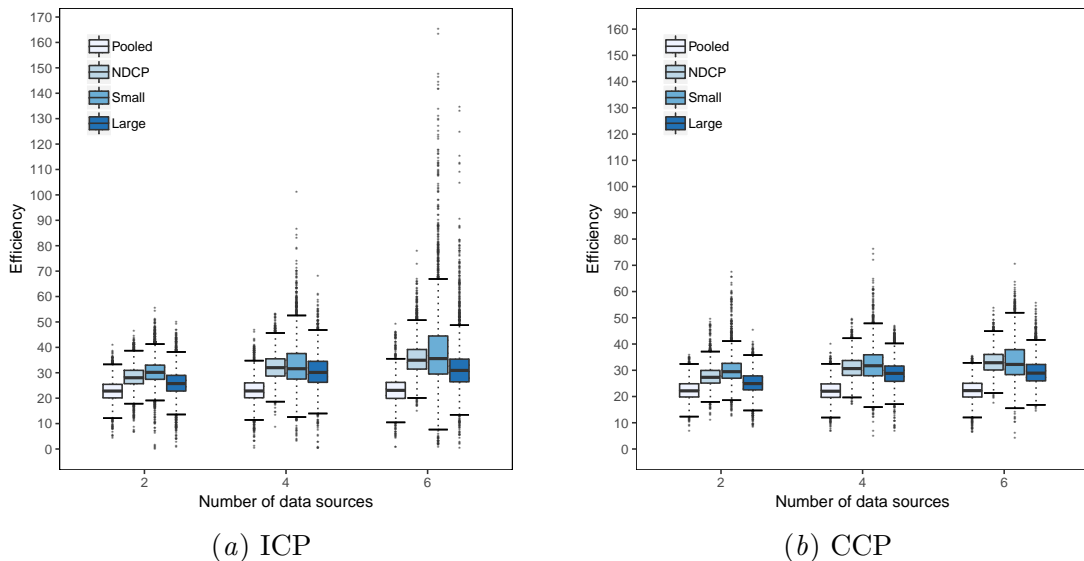 170
160
150
140
130
120
110
100
90
80
70
60
50
40
30
20
10
0
Efficiency
Pooled
NDCP
Small
Large
2 4 6
Number of data sources
(a) ICP
160
150
140
130
120
110
100
90
80
70
60
50
40
30
20
10
0
Efficiency
Pooled
NDCP
Small
Large
2 4 6
Number of data sources
(b) CCP